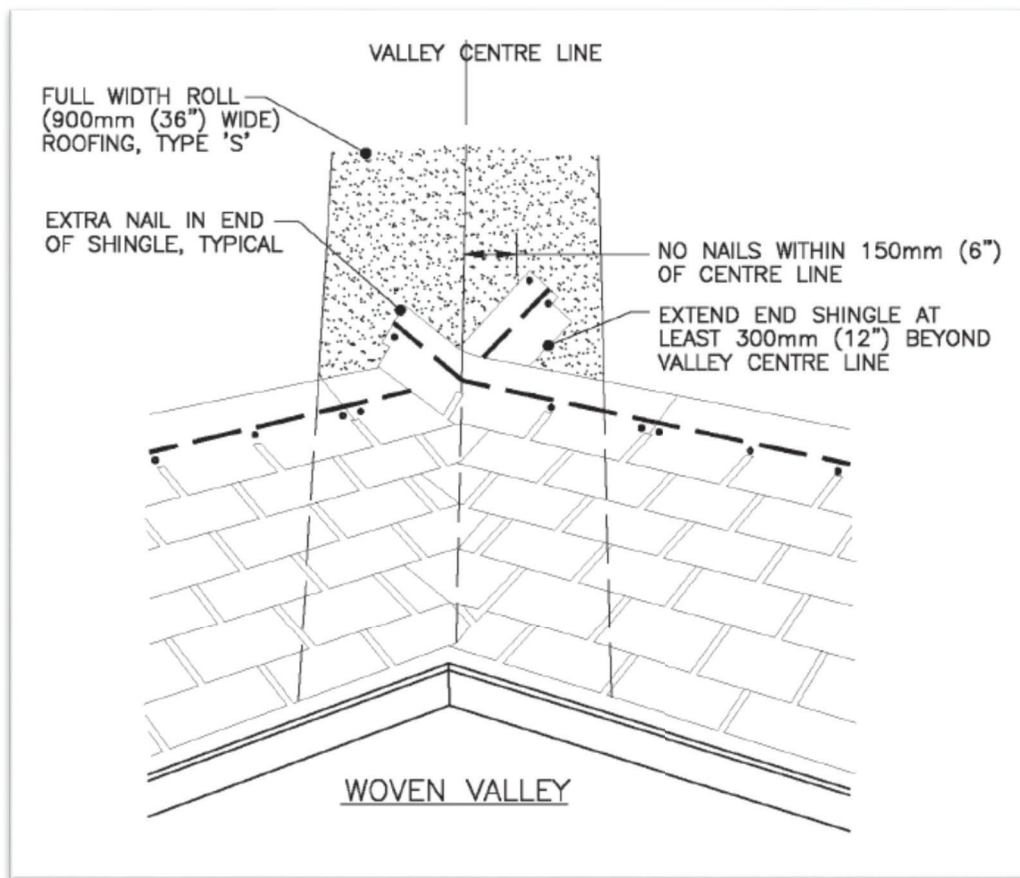 VALLEY CENTRE LINE
FULL WIDTH ROLL
(900mm (36”) WIDE)
ROOFING, TYPE 'S'
EXTRA NAIL IN END
OF SHINGLE, TYPICAL
NO NAILS WITHIN 150mm (6”)
OF CENTRE LINE
EXTEND END SHINGLE AT
LEAST 300mm (12”) BEYOND
VALLEY CENTRE LINE
WOVEN VALLEY